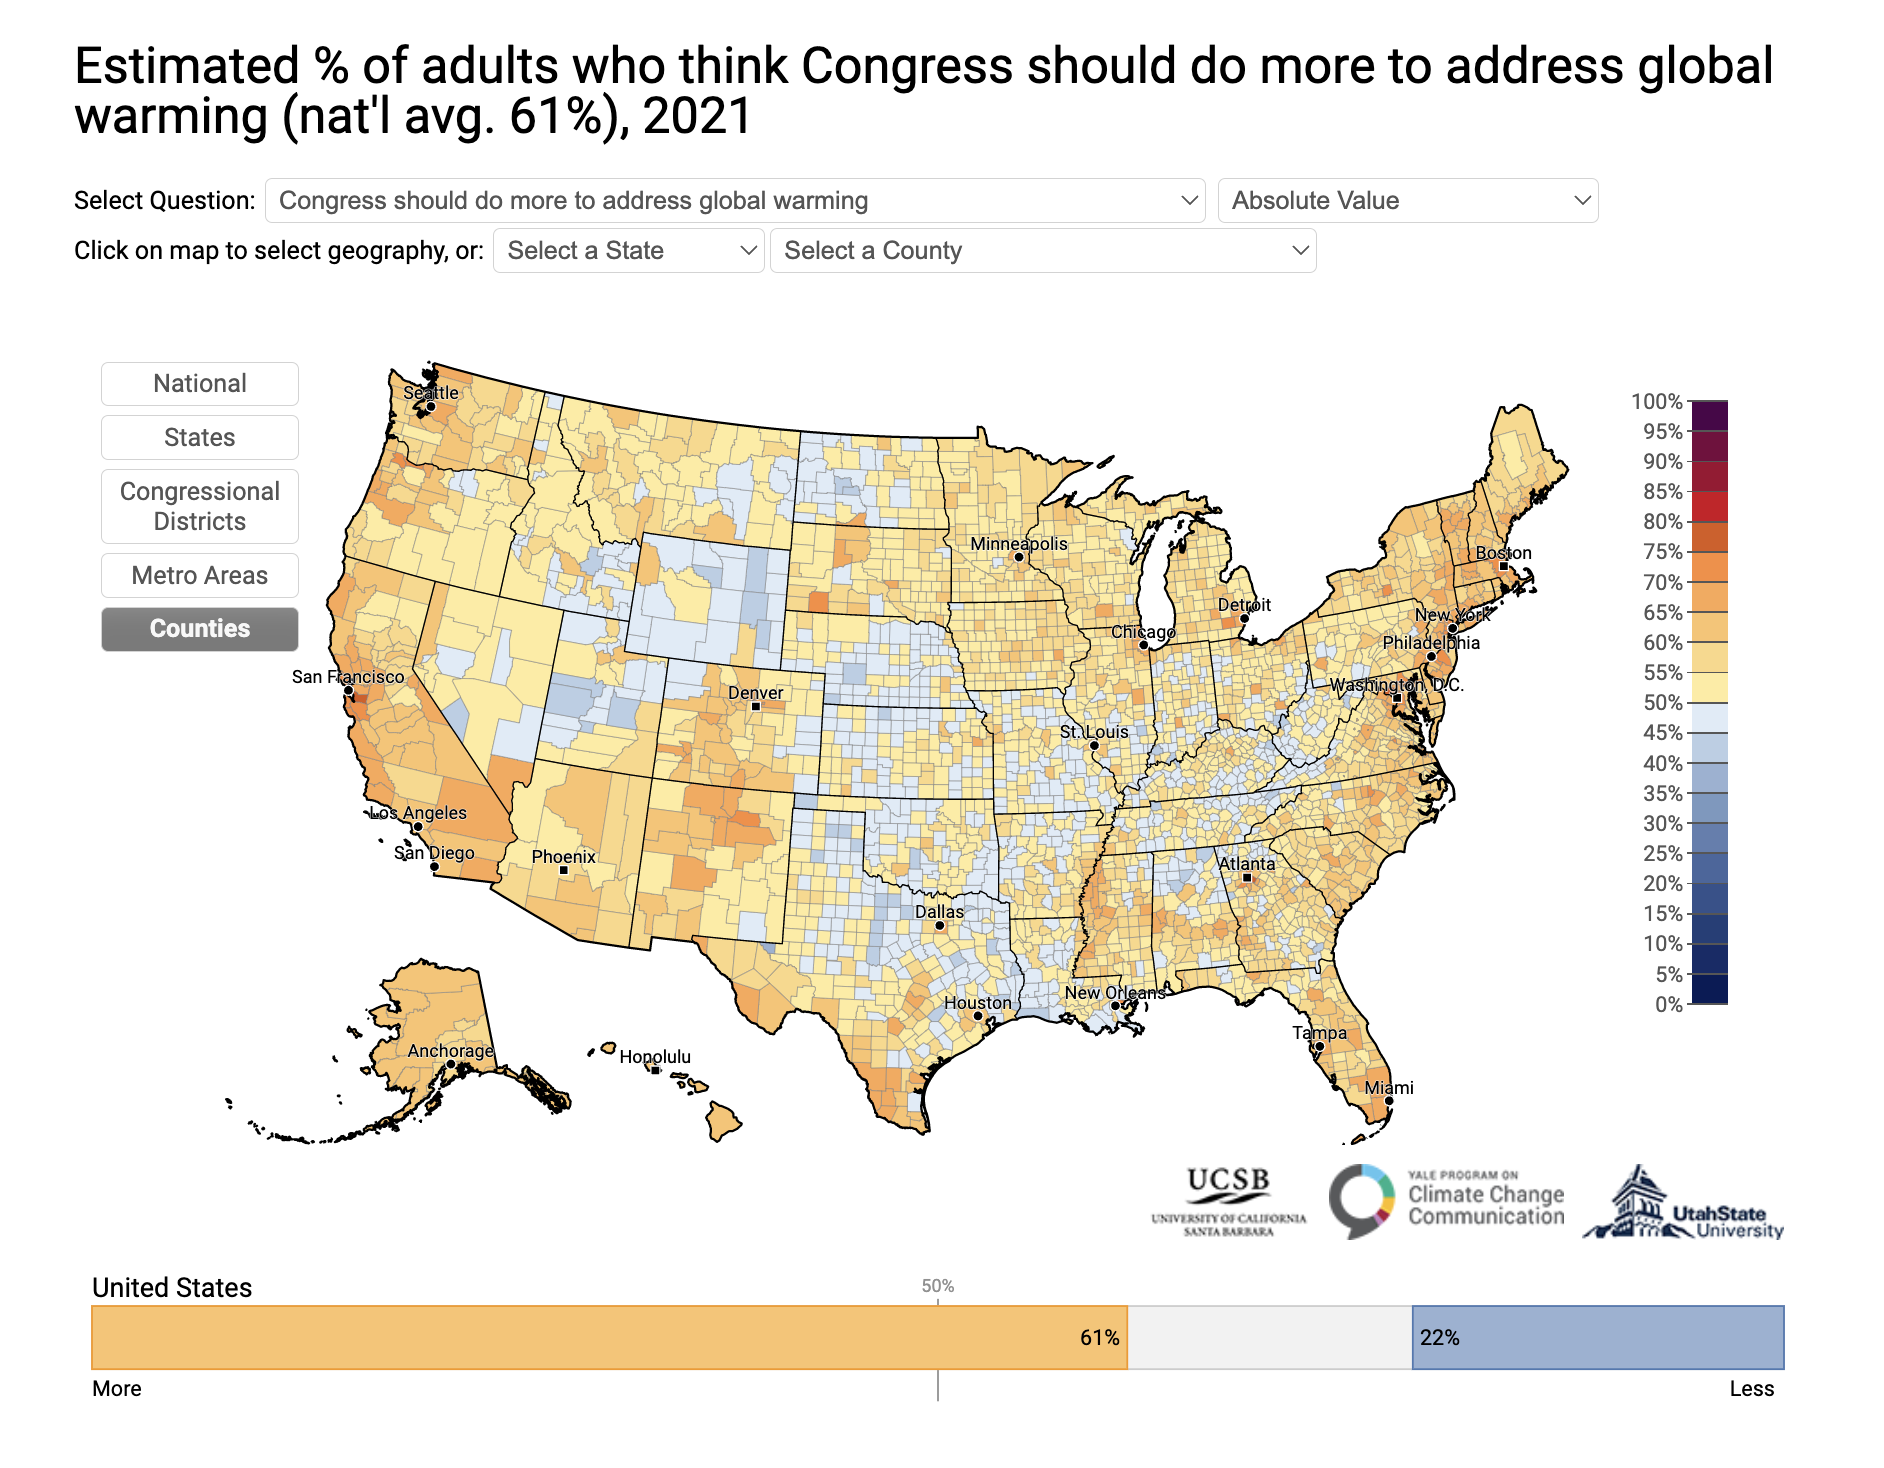 Estimated % of adults who think Congress should do more to address global
warming (nat'l avg. 61%), 2021
Select Question:
Congress should do more to address global warming
Absolute Value
Click on map to select geography, or:
Select a State
Select a County
National
States
Congressional
Districts
Metro Areas
Counties
Seattle
Minneapolis
Boston
Detroit
New York
Chicago
Philadelphia
San Francisco
Washington, D.C.
Denver
St. Louis
Los Angeles
San Diego
Phoenix
Atlanta
Dallas
New Orleans
Houston
Tampa
Anchorage
Honolulu
Miami
100%
95%
90%
85%
80%
75%
70%
65%
60%
55%
50%
45%
40%
35%
30%
25%
20%
15%
10%
5%
0%
UCSB
UNIVERSITY OF CALIFORNIA
SANTA BARBARA
YALE PROGRAM ON
Climate Change
Communication
UtahState
University
United States
50%
61%
22%
More
Less